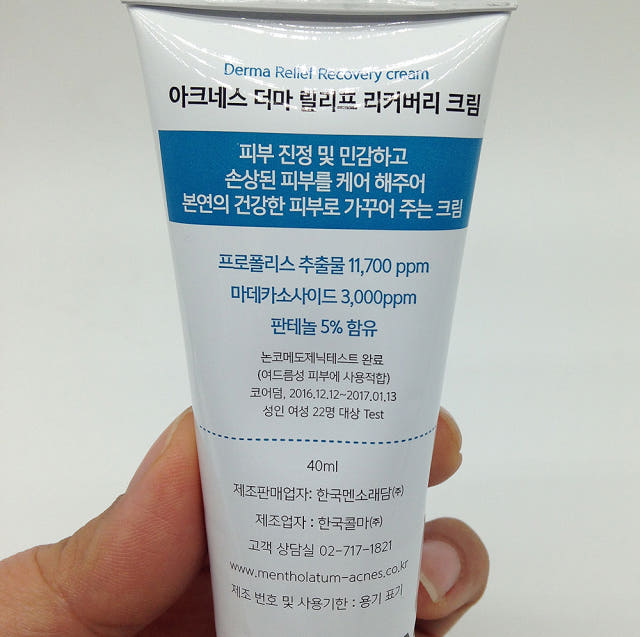 Derma Relief Recovery cream
아크네스 더마 릴리프 리커버리 크림
피부 진정 및 민감하고
손상된 피부를 케어 해주어
본연의 건강한 피부로 가꾸어 주는 크림
프로폴리스 추출물 11,700 ppm
마데카소사이드 3,000ppm
판테놀 5% 함유
논코메도제닉테스트 완료
(여드름성 피부에 사용적합)
코어덤, 2016.12.12~2017.01.13
성인 여성 22명 대상 Test
40ml
제조판매업자: 한국멘소래담㈜
제조업자 : 한국콜마㈜
고객 상담실 02-717-1821
www.mentholatum-acnes.co.kr
제조 번호 및 사용기한 : 용기 표기